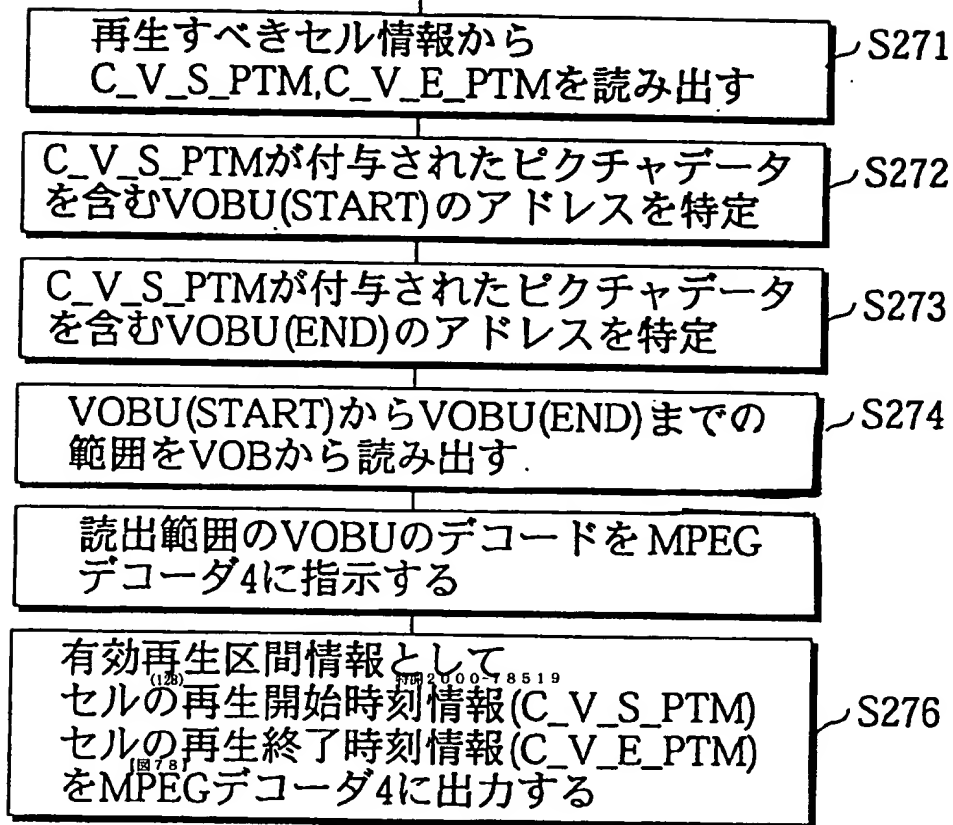 再生すべきセル情報から
C_V_S_PTM,C_V_E_PTMを読み出す
S271
C_V_S_PTMが付与されたピクチャデータ
を含むVOBU(START)のアドレスを特定
S272
C_V_S_PTMが付与されたピクチャデータ
を含むVOBU(END)のアドレスを特定
S273
VOBU(START)からVOBU(END)までの
範囲をVOBから読み出す
S274
読出範囲のVOBUのデコードをMPEG
デコーダ4に指示する
有効再生区間情報として
(128)
特開2000-78519
セルの再生開始時刻情報(C_V_S_PTM)
セルの再生終了時刻情報(C_V_E_PTM)
【図78】
をMPEGデコーダ4に出力する
S276